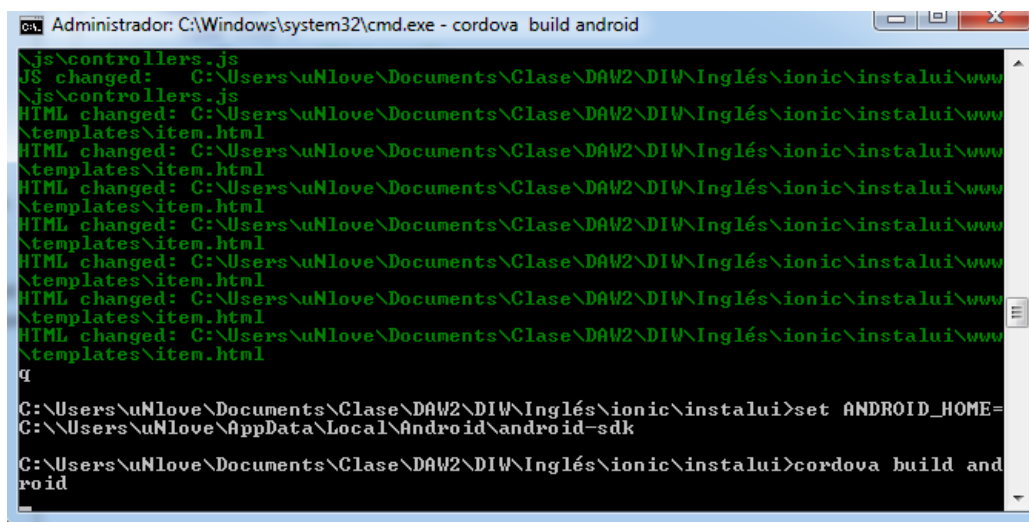 Administrador: C:\Windows\system32\cmd.exe - cordova build android
\js\controllers.js
JS changed:   C:\Users\uNlove\Documents\Clase\DAW2\DIW\Inglés\ionic\instalui\www
\js\controllers.js
HTML changed: C:\Users\uNlove\Documents\Clase\DAW2\DIW\Inglés\ionic\instalui\www
\templates\item.html
HTML changed: C:\Users\uNlove\Documents\Clase\DAW2\DIW\Inglés\ionic\instalui\www
\templates\item.html
HTML changed: C:\Users\uNlove\Documents\Clase\DAW2\DIW\Inglés\ionic\instalui\www
\templates\item.html
HTML changed: C:\Users\uNlove\Documents\Clase\DAW2\DIW\Inglés\ionic\instalui\www
\templates\item.html
HTML changed: C:\Users\uNlove\Documents\Clase\DAW2\DIW\Inglés\ionic\instalui\www
\templates\item.html
HTML changed: C:\Users\uNlove\Documents\Clase\DAW2\DIW\Inglés\ionic\instalui\www
\templates\item.html
HTML changed: C:\Users\uNlove\Documents\Clase\DAW2\DIW\Inglés\ionic\instalui\www
\templates\item.html
q
C:\Users\uNlove\Documents\Clase\DAW2\DIW\Inglés\ionic\instalui>set ANDROID_HOME=
C:\\Users\uNlove\AppData\Local\Android\android-sdk
C:\Users\uNlove\Documents\Clase\DAW2\DIW\Inglés\ionic\instalui>cordova build and
roid